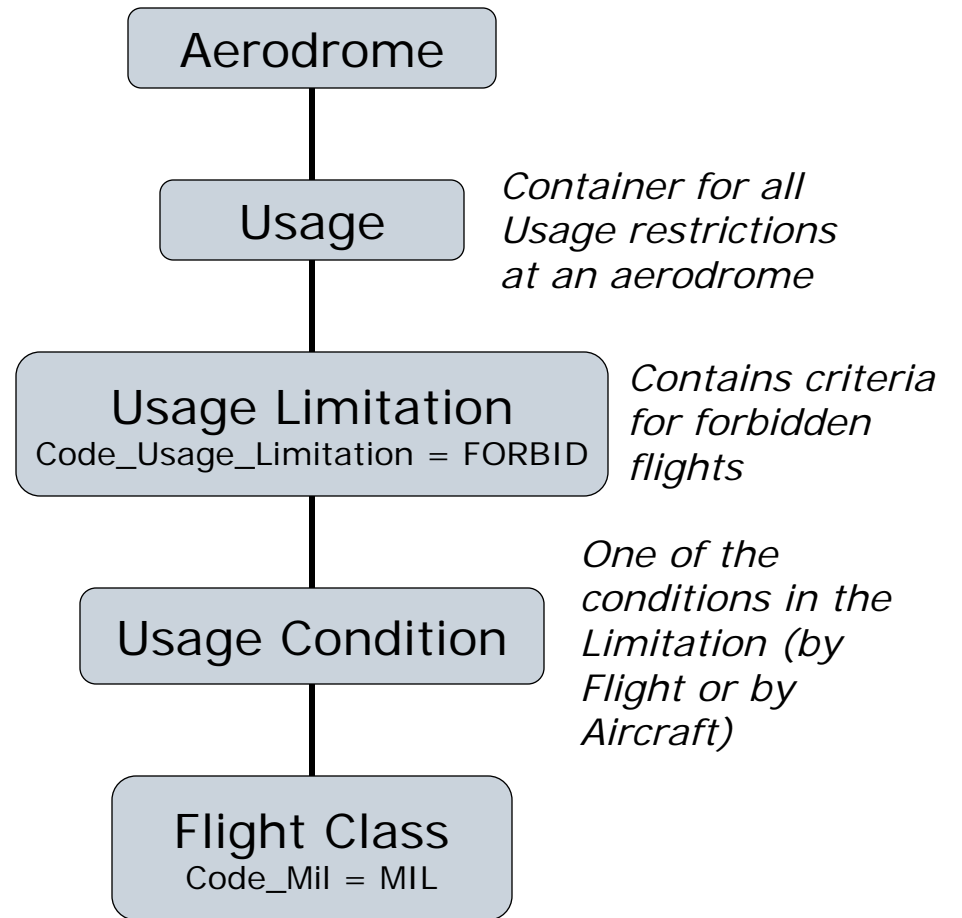 Aerodrome
Usage
Container for all
Usage restrictions
at an aerodrome
Usage Limitation
Code_Usage_Limitation = FORBID
Contains criteria
for forbidden
flights
Usage Condition
One of the
conditions in the
Limitation (by
Flight or by
Aircraft)
Flight Class
Code_Mil = MIL